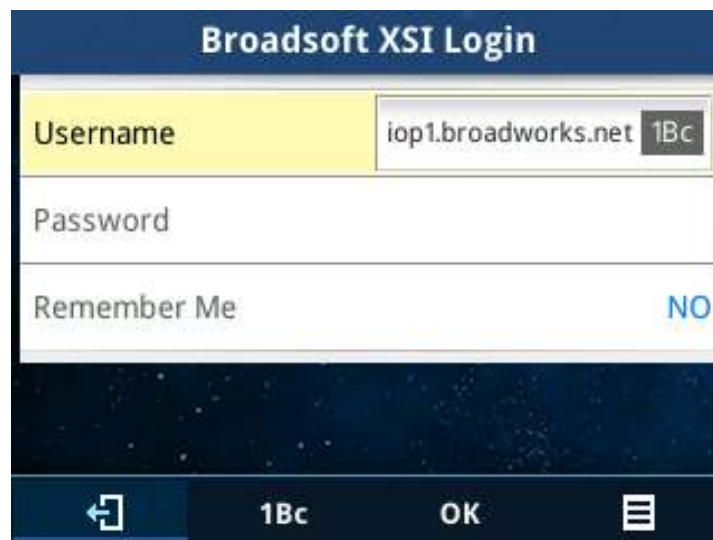 Broadsoft XSI Login
Username iop1.broadworks.net 1Bc
Password
Remember Me NO
1Bc OK